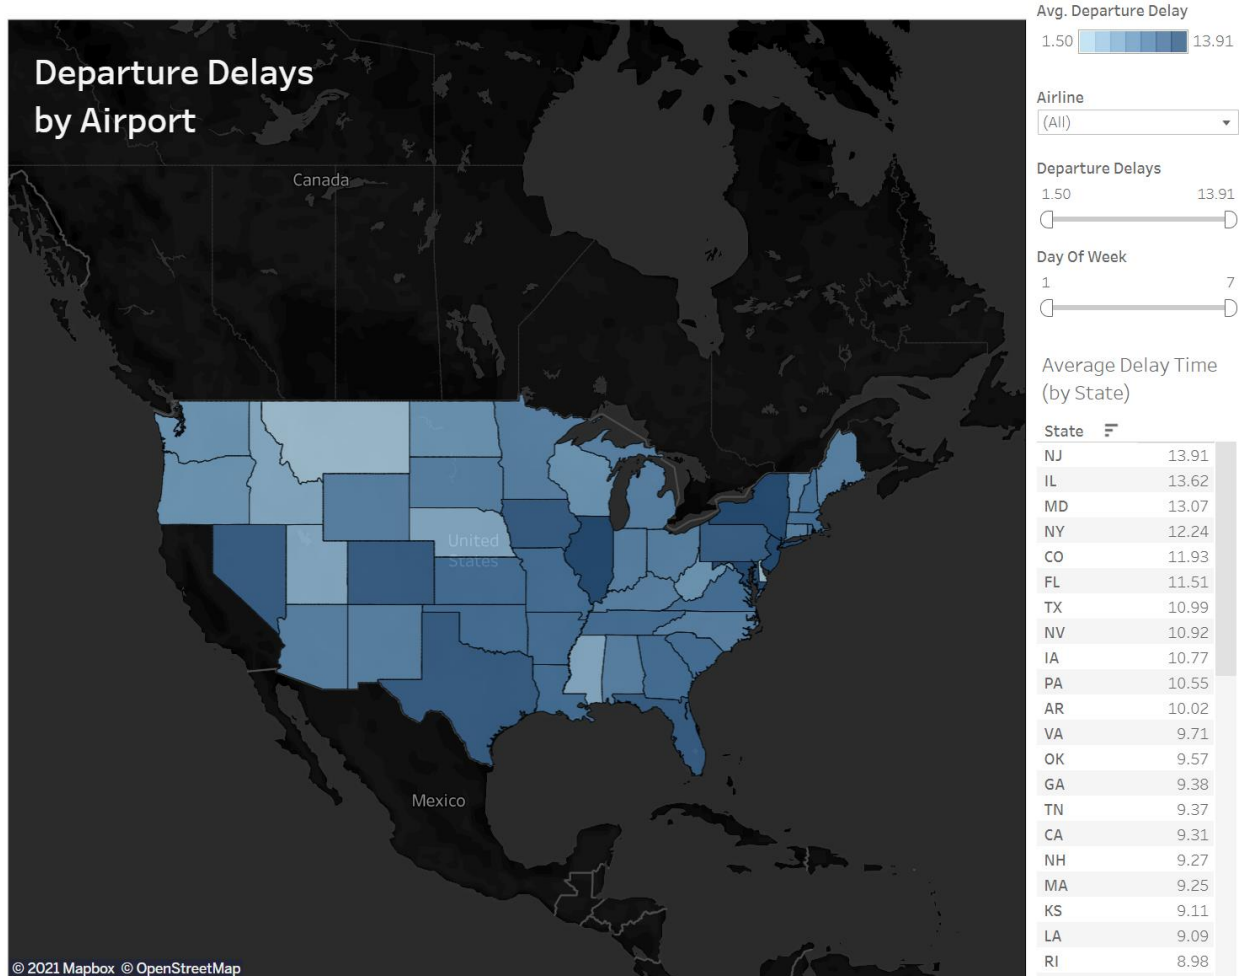 Departure Delays
by Airport
Canada
United
States
Mexico
© 2021 Mapbox © OpenStreetMap
Avg. Departure Delay
1.50 13.91
Airline
(All)
Departure Delays
1.50 13.91
Day Of Week
1 7
Average Delay Time
(by State)
State
NJ 13.91
IL 13.62
MD 13.07
NY 12.24
CO 11.93
FL 11.51
TX 10.99
NV 10.92
IA 10.77
PA 10.55
AR 10.02
VA 9.71
OK 9.57
GA 9.38
TN 9.37
CA 9.31
NH 9.27
MA 9.25
KS 9.11
LA 9.09
RI 8.98